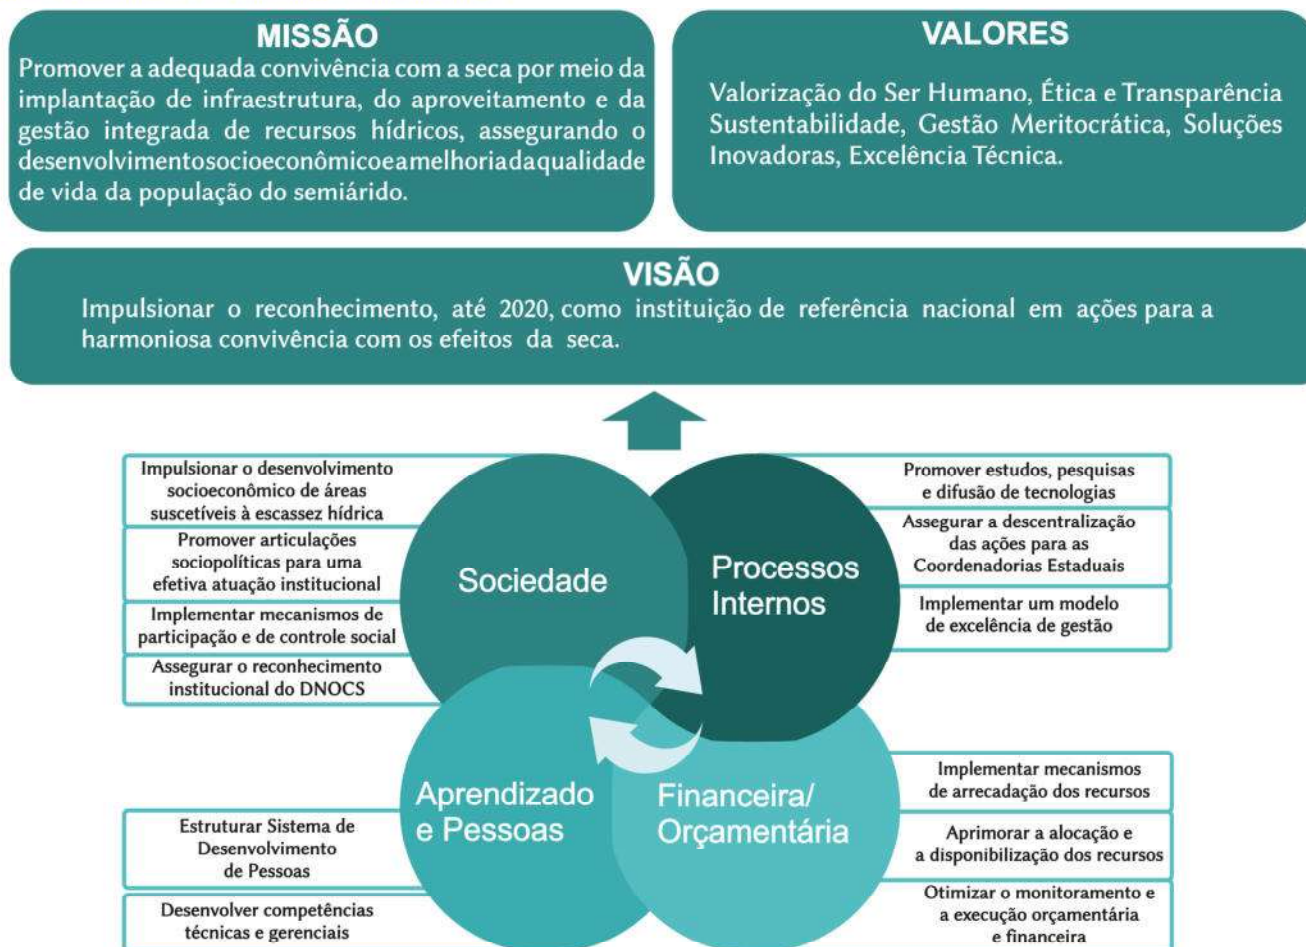 MISSÃO
Promover a adequada convivência com a seca por meio da
implantação de infraestrutura, do aproveitamento e da
gestão integrada de recursos hídricos, assegurando o
desenvolvimentosocioeconômicoeamelhoriadaqualidade
de vida da população do semiárido.
VALORES
Valorização do Ser Humano, Ética e Transparência
Sustentabilidade, Gestão Meritocrática, Soluções
Inovadoras, Excelência Técnica.
VISÃO
Impulsionar o reconhecimento, até 2020, como instituição de referência nacional em ações para a
harmoniosa convivência com os efeitos da seca.
Impulsionar o desenvolvimento
socioeconômico de áreas
suscetíveis à escassez hídrica
Promover articulações
sociopolíticas para uma
efetiva atuação institucional
Implementar mecanismos de
participação e de controle social
Assegurar o reconhecimento
institucional do DNOCS
Sociedade
Processos
Internos
Promover estudos, pesquisas
e difusão de tecnologias
Assegurar a descentralização
das ações para as
Coordenadorias Estaduais
Implementar um modelo
de excelência de gestão
Estruturar Sistema de
Desenvolvimento
de Pessoas
Desenvolver competências
técnicas e gerenciais
Aprendizado
e Pessoas
Financeira/
Orçamentária
Implementar mecanismos
de arrecadação dos recursos
Aprimorar a alocação e
a disponibilização dos recursos
Otimizar o monitoramento e
a execução orçamentária
e financeira